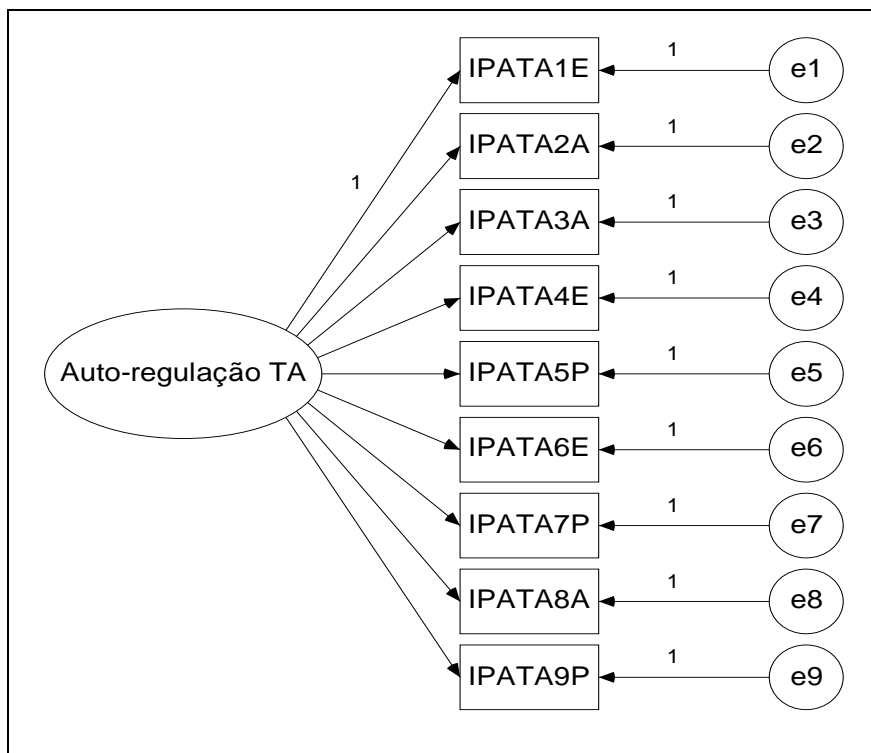 IPATA1E
1
e1
IPATA2A
1
e2
1
IPATA3A
1
e3
IPATA4E
1
e4
Auto-regulação TA
IPATA5P
1
e5
IPATA6E
1
e6
IPATA7P
1
e7
IPATA8A
1
e8
IPATA9P
1
e9